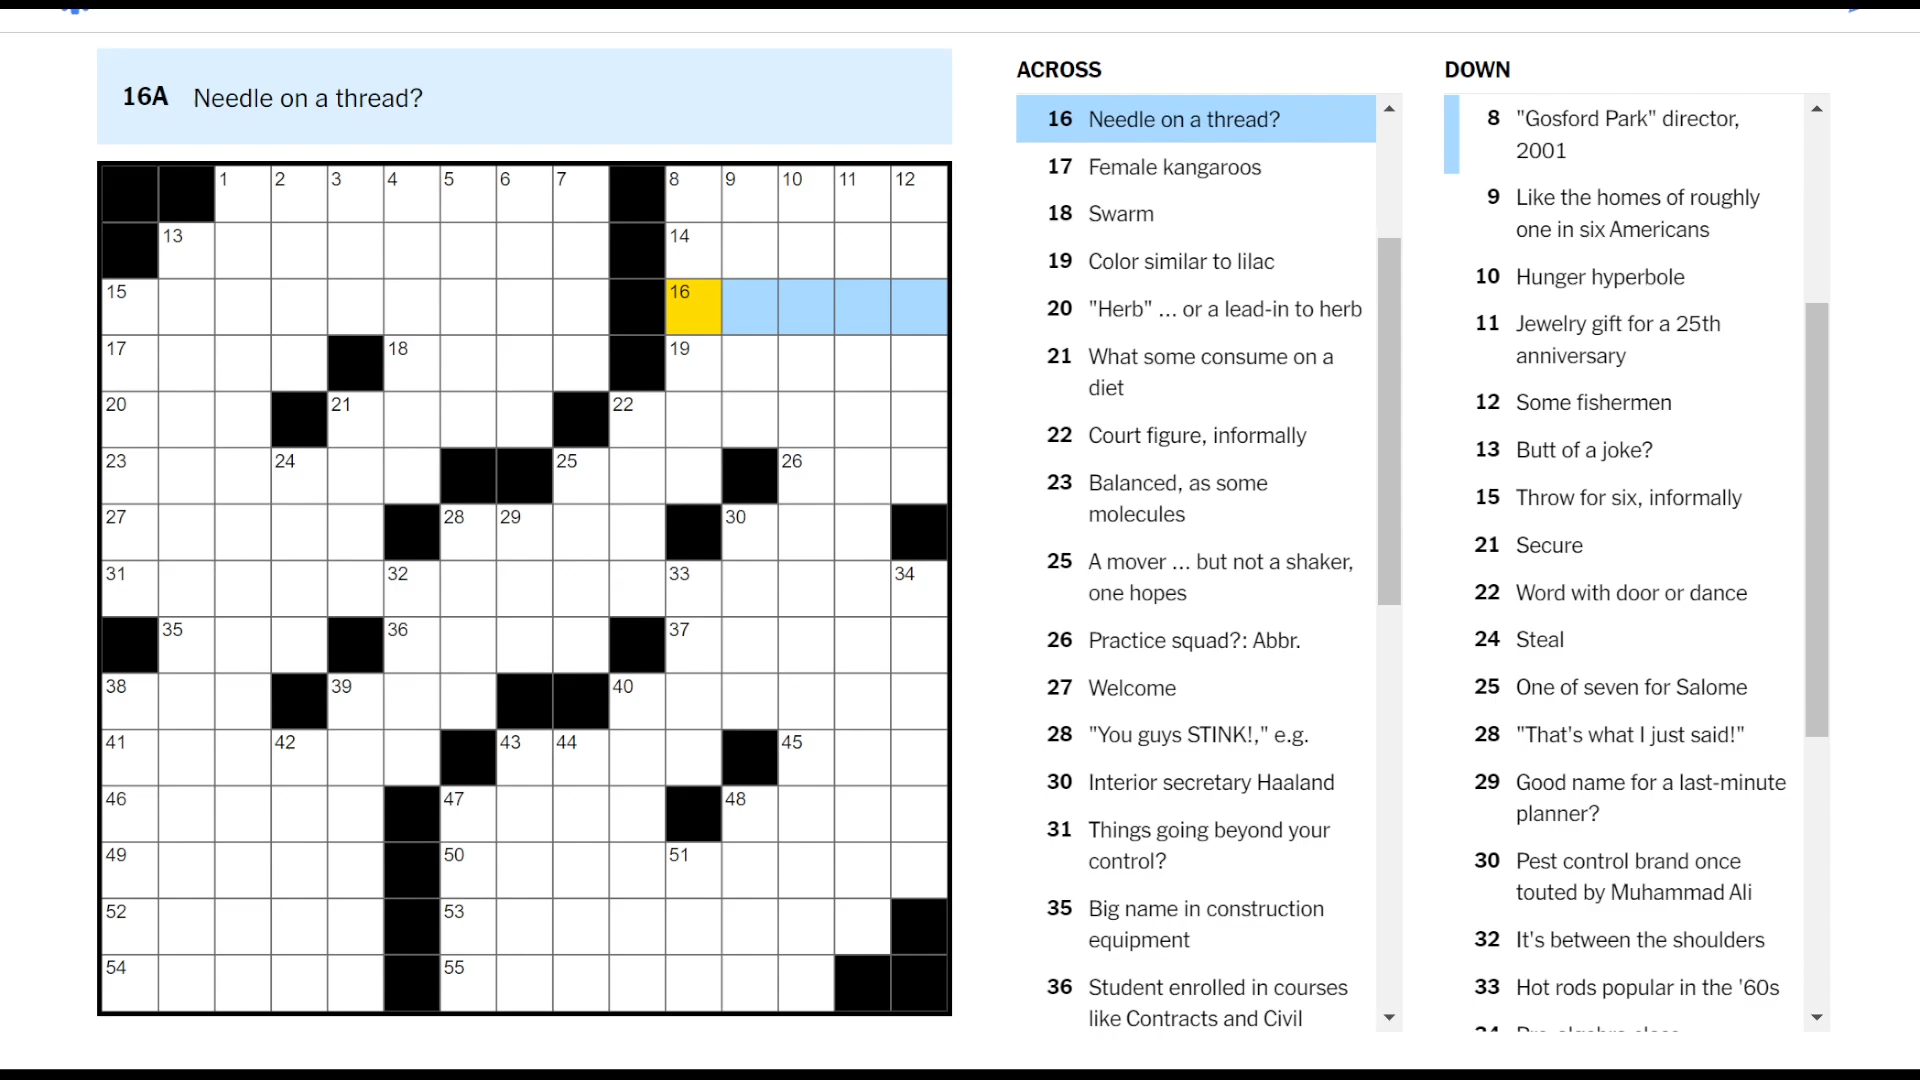 16A Needle on a thread?
1 2 3 4 5 6 7 8 9 10 11 12
13 14
15 16
17 18 19
20 21 22
23 24 25 26
27 28 29 30
31 32 33 34
35 36 37
38 39 40
41 42 43 44 45
46 47 48
49 50 51
52 53
54 55
ACROSS
16 Needle on a thread?
17 Female kangaroos
18 Swarm
19 Color similar to lilac
20 "Herb" ... or a lead-in to herb
21 What some consume on a
diet
22 Court figure, informally
23 Balanced, as some
molecules
25 A mover ... but not a shaker,
one hopes
26 Practice squad?: Abbr.
27 Welcome
28 "You guys STINK!," e.g.
30 Interior secretary Haaland
31 Things going beyond your
control?
35 Big name in construction
equipment
36 Student enrolled in courses
like Contracts and Civil
DOWN
8 "Gosford Park" director,
2001
9 Like the homes of roughly
one in six Americans
10 Hunger hyperbole
11 Jewelry gift for a 25th
anniversary
12 Some fishermen
13 Butt of a joke?
15 Throw for six, informally
21 Secure
22 Word with door or dance
24 Steal
25 One of seven for Salome
28 "That's what I just said!"
29 Good name for a last-minute
planner?
30 Pest control brand once
touted by Muhammad Ali
32 It's between the shoulders
33 Hot rods popular in the '60s